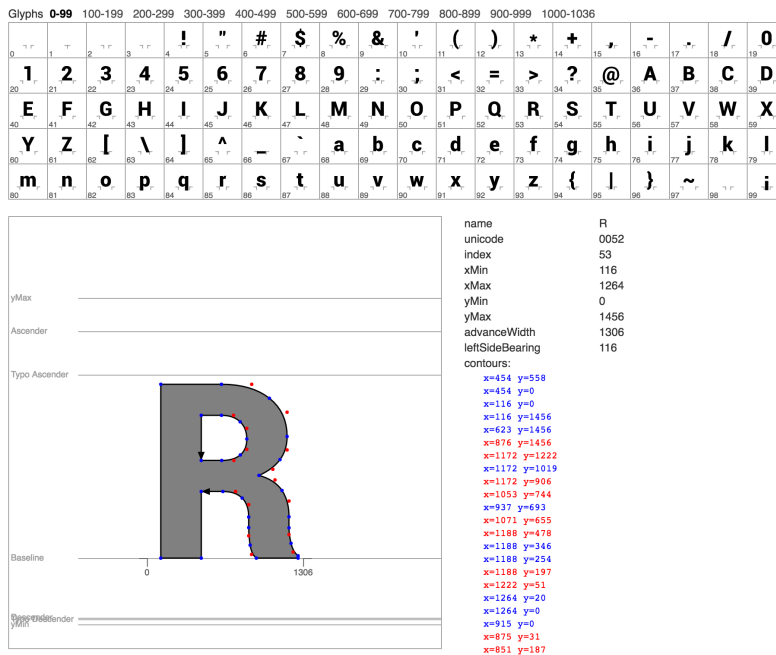 Glyphs 0-99 100-199 200-299 300-399 400-499 500-599 600-699 700-799 800-899 900-999 1000-1036
! " # $ % & ' ( ) * + , - . / 0
0 1 2 3 4 5 6 7 8 9 10 11 12 13 14 15 16 17 18 19
1 2 3 4 5 6 7 8 9 : ; < = > ? @ A B C D
20 21 22 23 24 25 26 27 28 29 30 31 32 33 34 35 36 37 38 39
E F G H I J K L M N O P Q R S T U V W X
40 41 42 43 44 45 46 47 48 49 50 51 52 53 54 55 56 57 58 59
Y Z [ \ ] ^ _ ` a b c d e f g h i j k l
60 61 62 63 64 65 66 67 68 69 70 71 72 73 74 75 76 77 78 79
m n o p q r s t u v w x y z { | } ~ ¡
80 81 82 83 84 85 86 87 88 89 90 91 92 93 94 95 96 97 98 99
yMax
Ascender
Typo Ascender
R
Baseline
0 1306
Descender
Typo Descender
yMin
name R
unicode 0052
index 53
xMin 116
xMax 1264
yMin 0
yMax 1456
advanceWidth 1306
leftSideBearing 116
contours:
x=454 y=558
x=454 y=0
x=116 y=0
x=116 y=1456
x=623 y=1456
x=876 y=1456
x=1172 y=1222
x=1172 y=1019
x=1172 y=906
x=1053 y=744
x=937 y=693
x=1071 y=655
x=1188 y=478
x=1188 y=346
x=1188 y=254
x=1188 y=197
x=1222 y=51
x=1264 y=20
x=1264 y=0
x=915 y=0
x=875 y=31
x=851 y=187